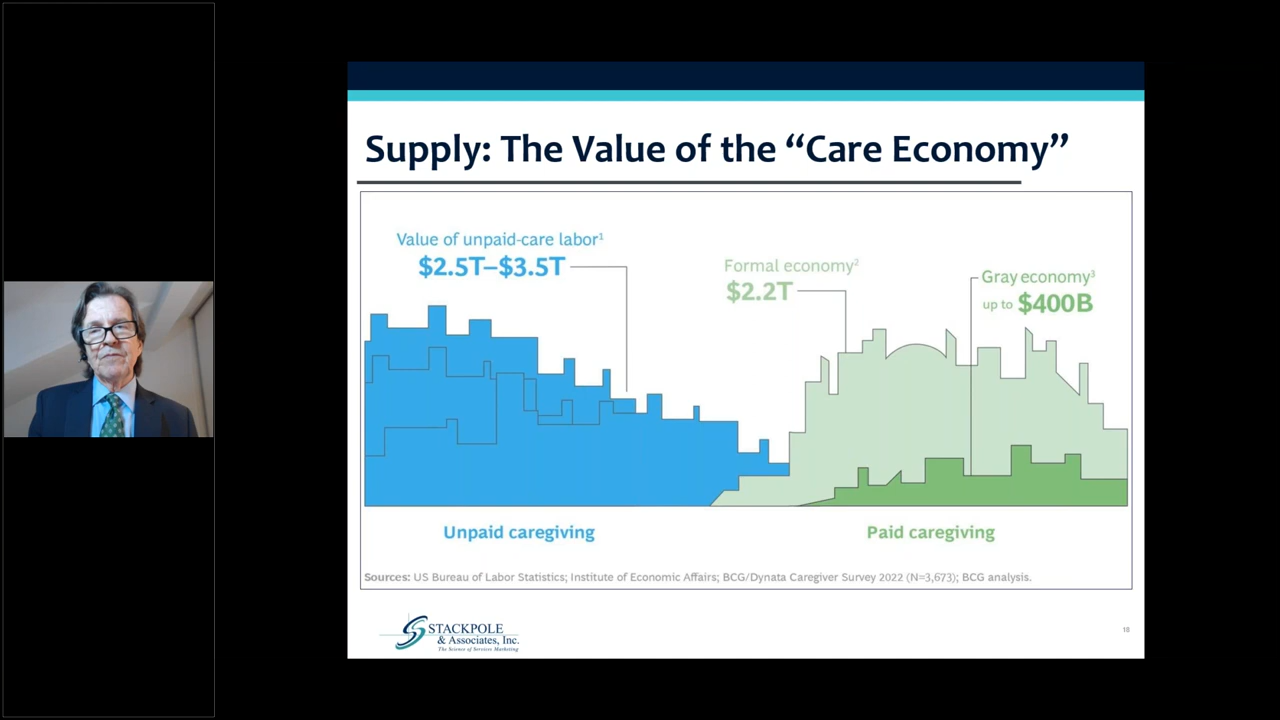 Supply: The Value of the “Care Economy”
Value of unpaid-care labor¹
$2.5T–$3.5T
Formal economy²
$2.2T
Gray economy³
up to $400B
Unpaid caregiving
Paid caregiving
Sources: US Bureau of Labor Statistics; Institute of Economic Affairs; BCG/Dynata Caregiver Survey 2022 (N=3,673); BCG analysis.
STACKPOLE
& Associates, Inc.
The Science of Services Marketing
18